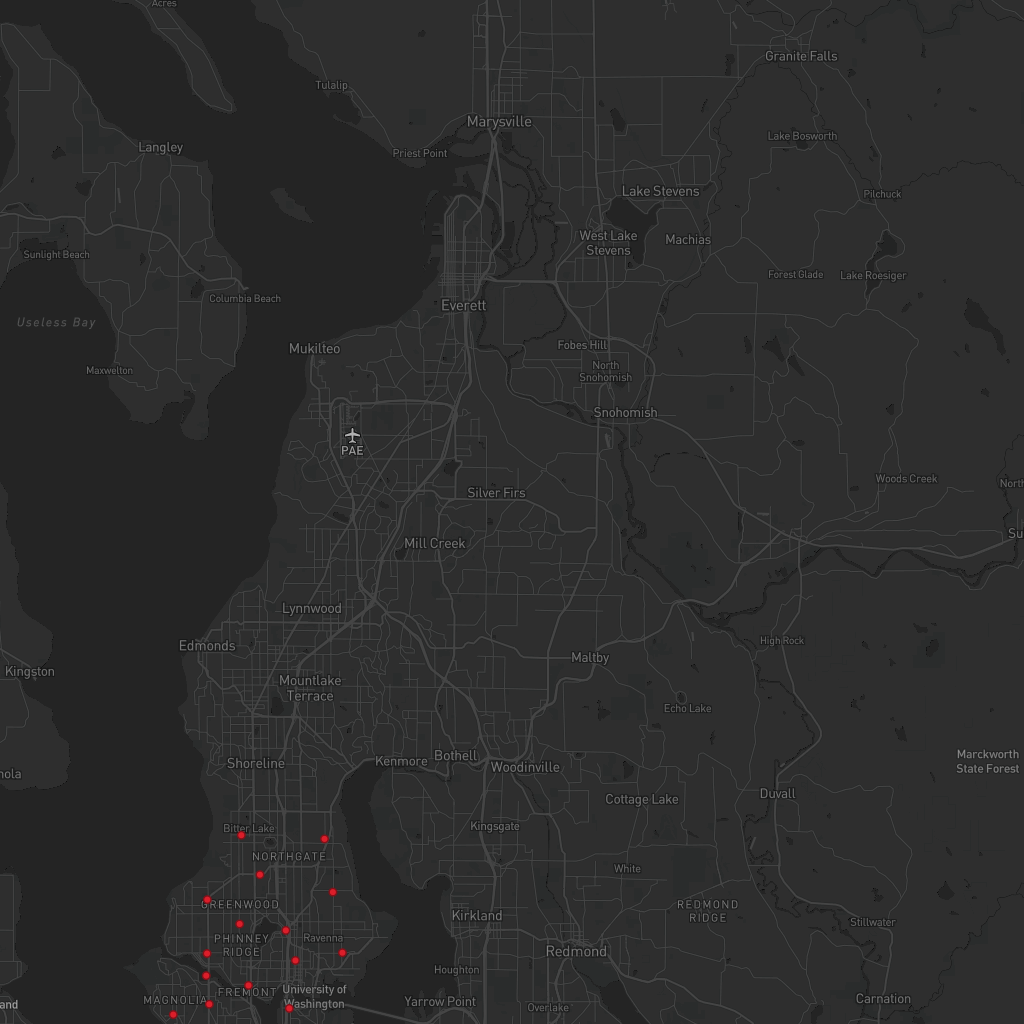 Acres
Granite Falls
Tulalip
Marysville
Lake Bosworth
Langley
Priest Point
Lake Stevens
Pilchuck
West Lake
Stevens
Machias
Sunlight Beach
Forest Glade
Lake Roesiger
Columbia Beach
Everett
Useless Bay
Mukilteo
Fobes Hill
Maxwelton
North
Snohomish
Snohomish
PAE
Woods Creek
North
Silver Firs
Su
Mill Creek
Lynnwood
Edmonds
High Rock
Maltby
Kingston
Mountlake
Terrace
Echo Lake
Marckworth
State Forest
Bothell
Kenmore
Shoreline
Woodinville
nola
Duvall
Cottage Lake
Kingsgate
Bitter Lake
NORTHGATE
White
GREENWOOD
REDMOND
RIDGE
Kirkland
Stillwater
PHINNEY
RIDGE
Ravenna
Redmond
Houghton
University of
Washington
FREMONT
MAGNOLIA
Yarrow Point
Carnation
and
Overlake